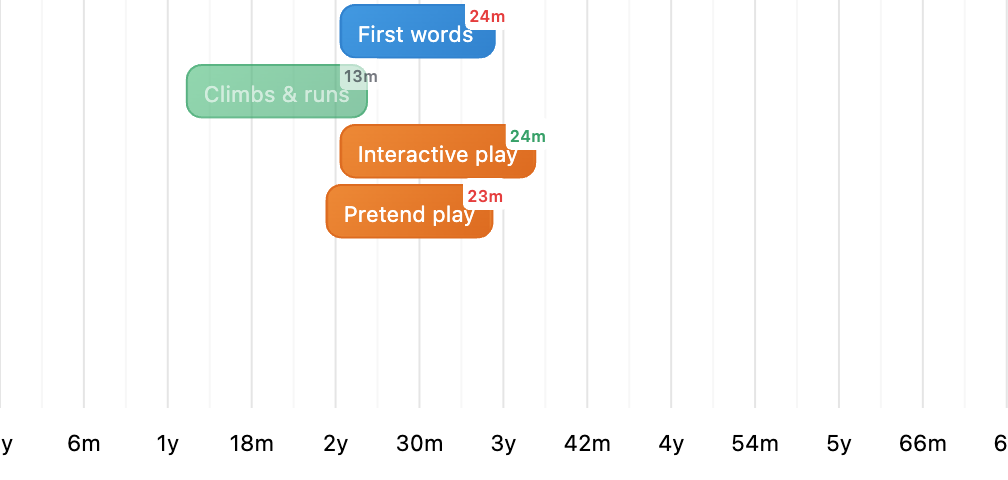 24m
First words
13m
Climbs & runs
24m
Interactive play
23m
Pretend play
y 6m 1y 18m 2y 30m 3y 42m 4y 54m 5y 66m 6